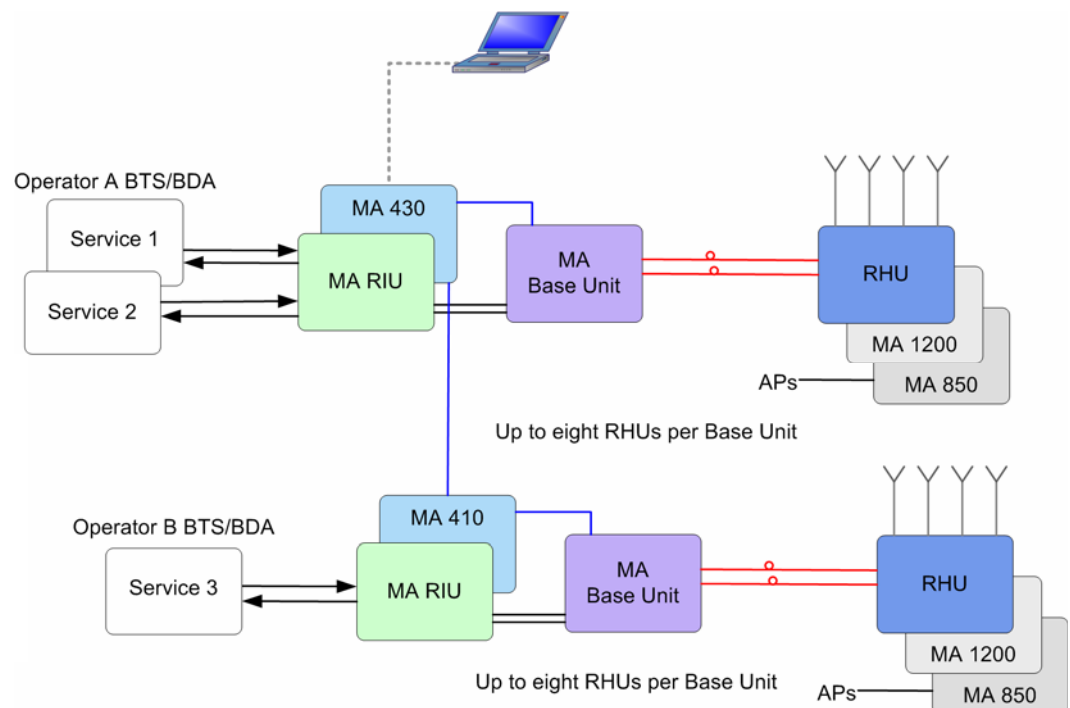 Operator A BTS/BDA
Service 1
Service 2
MA 430
MA RIU
MA
Base Unit
RHU
MA 1200
MA 850
APs
Up to eight RHUs per Base Unit
Operator B BTS/BDA
Service 3
MA 410
MA RIU
MA
Base Unit
RHU
MA 1200
MA 850
APs
Up to eight RHUs per Base Unit